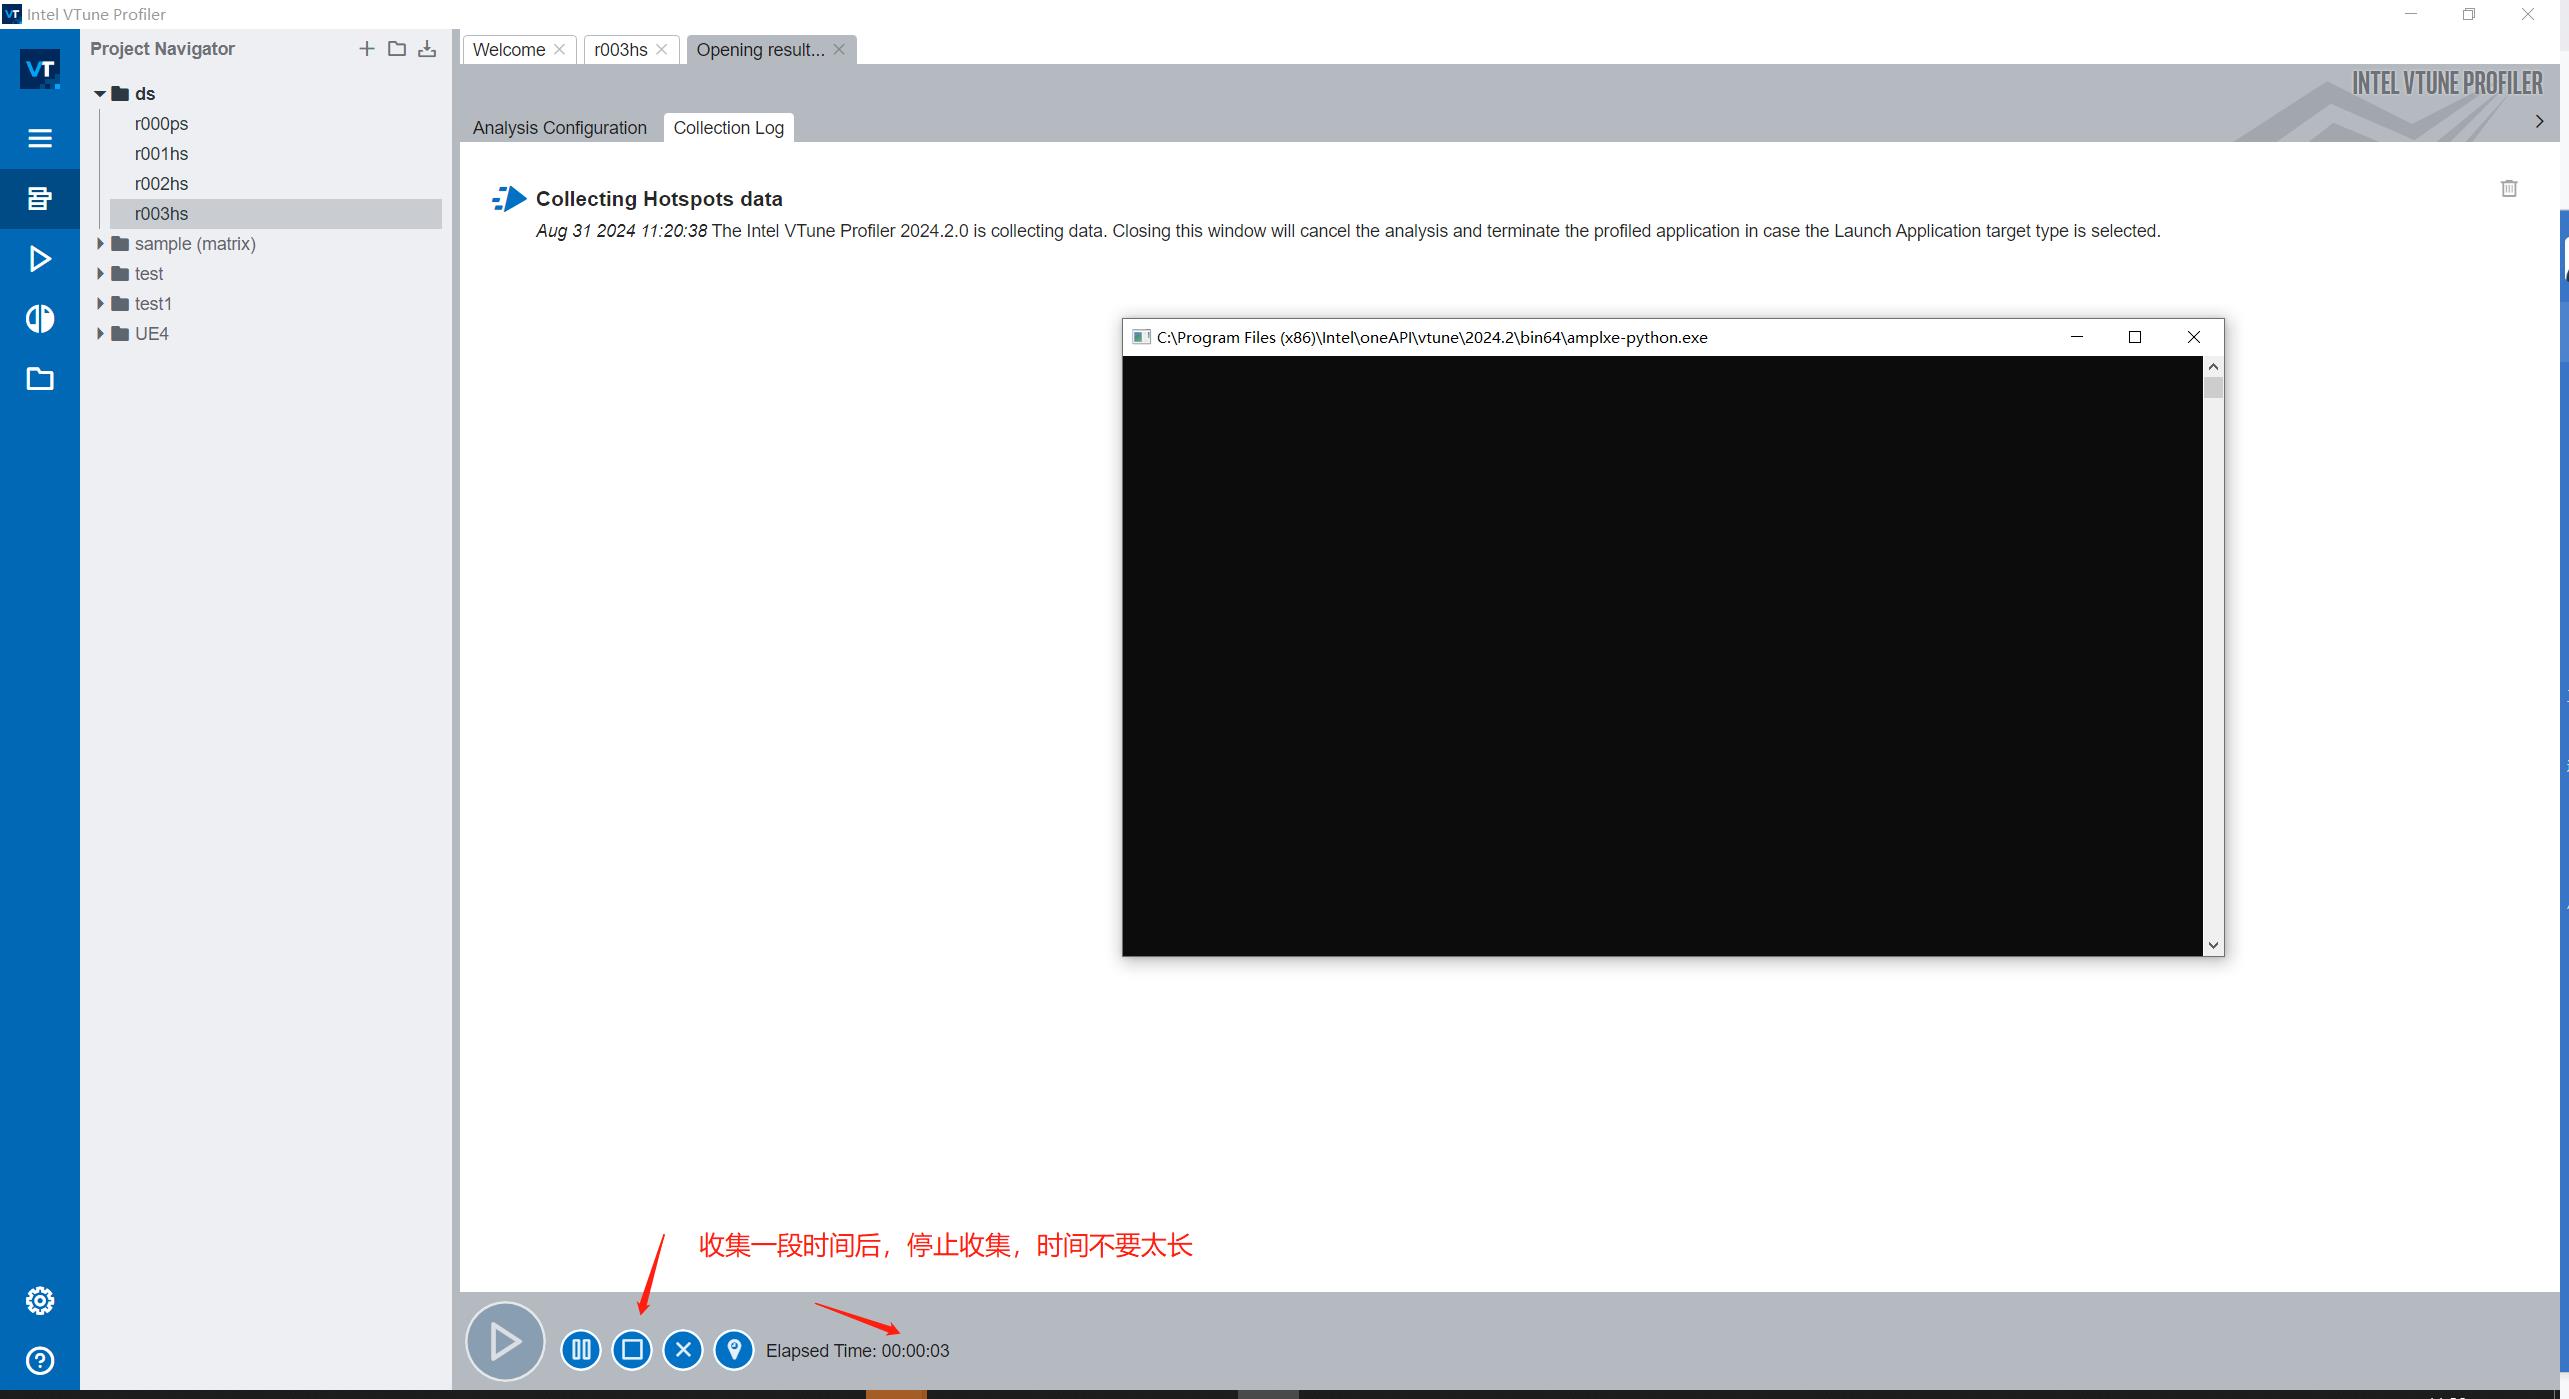 Intel VTune Profiler
VT
Project Navigator
ds
r000ps
r001hs
r002hs
r003hs
sample (matrix)
test
test1
UE4
Welcome
r003hs
Opening result...
INTEL VTUNE PROFILER
Analysis Configuration
Collection Log
Collecting Hotspots data
Aug 31 2024 11:20:38 The Intel VTune Profiler 2024.2.0 is collecting data. Closing this window will cancel the analysis and terminate the profiled application in case the Launch Application target type is selected.
C:\Program Files (x86)\Intel\oneAPI\vtune\2024.2\bin64\amplxe-python.exe
收集一段时间后，停止收集，时间不要太长
Elapsed Time: 00:00:03